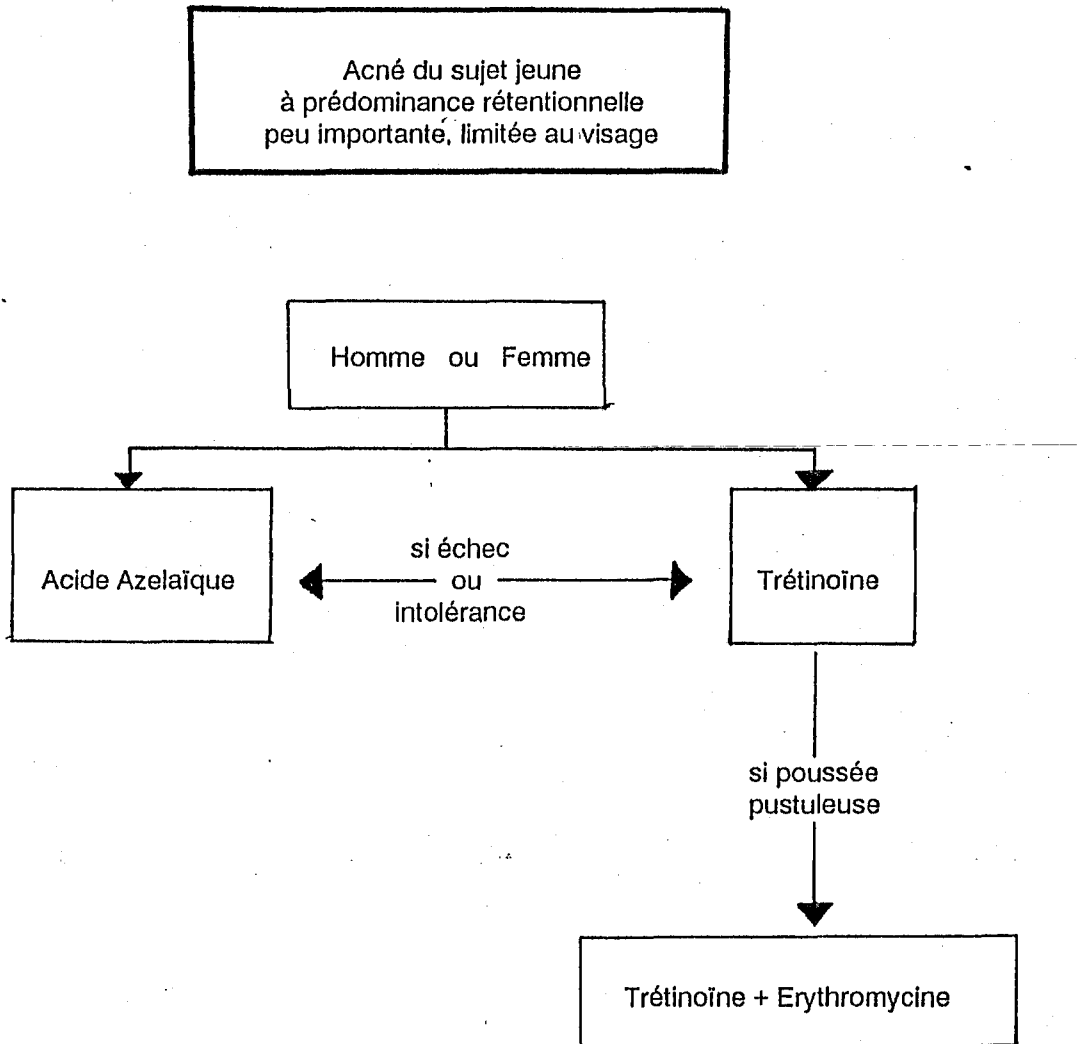 Acné du sujet jeune
à prédominance rétentionnelle
peu importante, limitée au visage
Homme ou Femme
Acide Azelaïque
si échec
ou
intolérance
Trétinoïne
si poussée
pustuleuse
Trétinoïne + Erythromycine